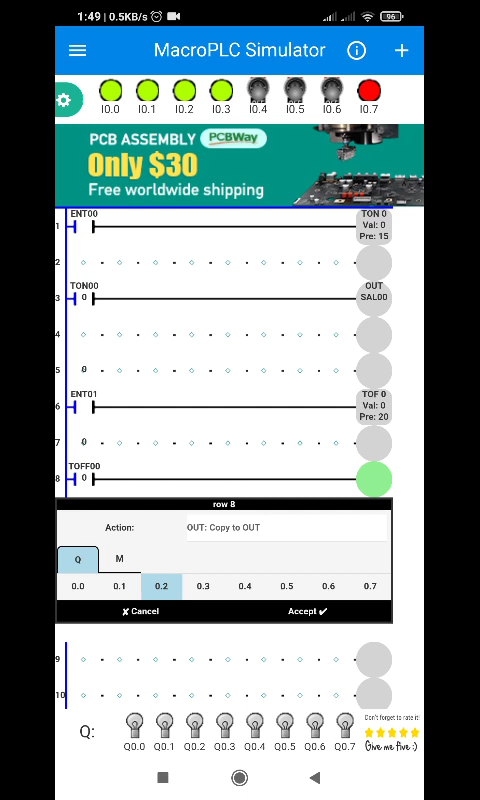 1:49 | 0.5KB/s
96
MacroPLC Simulator
I0.0 I0.1 I0.2 I0.3 I0.4 I0.5 I0.6 I0.7
PCB ASSEMBLY PCBWay
Only $30
Free worldwide shipping
1 ENT00 TON 0
Val: 0
Pre: 15
2
3 TON00 0 OUT
SAL00
4
5 0
6 ENT01 TOF 0
Val: 0
Pre: 20
7 0
8 TOFF00 0
row 8
Action: OUT: Copy to OUT
Q M
0.0 0.1 0.2 0.3 0.4 0.5 0.6 0.7
✘ Cancel Accept ✔
9
10
Don't forget to rate it!
Q:
Give me five :)
Q0.0 Q0.1 Q0.2 Q0.3 Q0.4 Q0.5 Q0.6 Q0.7